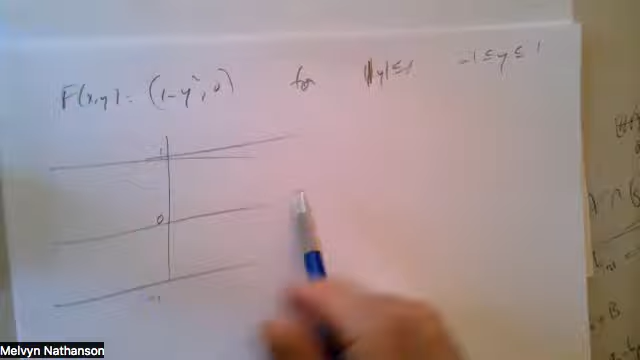 F(x,y) = (1-y², 0) for |y| ≤ 1 -1 ≤ y ≤ 1
1
0
-1
Melvyn Nathanson